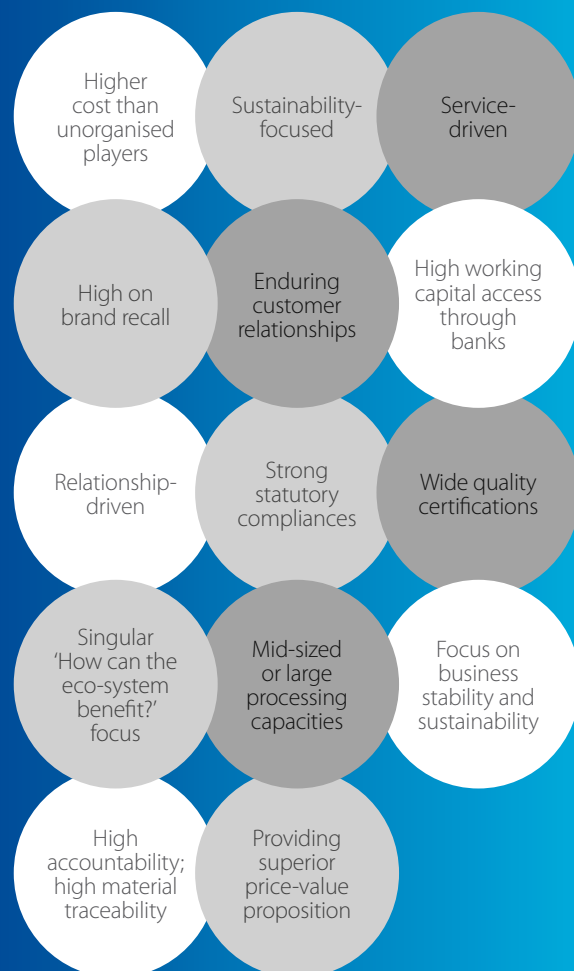 Higher
cost than
unorganised
players
Sustainability-
focused
Service-
driven
High on
brand recall
Enduring
customer
relationships
High working
capital access
through
banks
Relationship-
driven
Strong
statutory
compliances
Wide quality
certifications
Singular
‘How can the
eco-system
benefit?’
focus
Mid-sized
or large
processing
capacities
Focus on
business
stability and
sustainability
High
accountability;
high material
traceability
Providing
superior
price-value
proposition